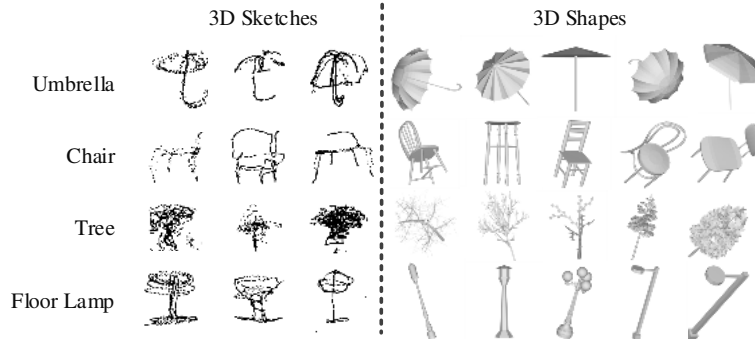 3D Sketches
3D Shapes
Umbrella
Chair
Tree
Floor Lamp